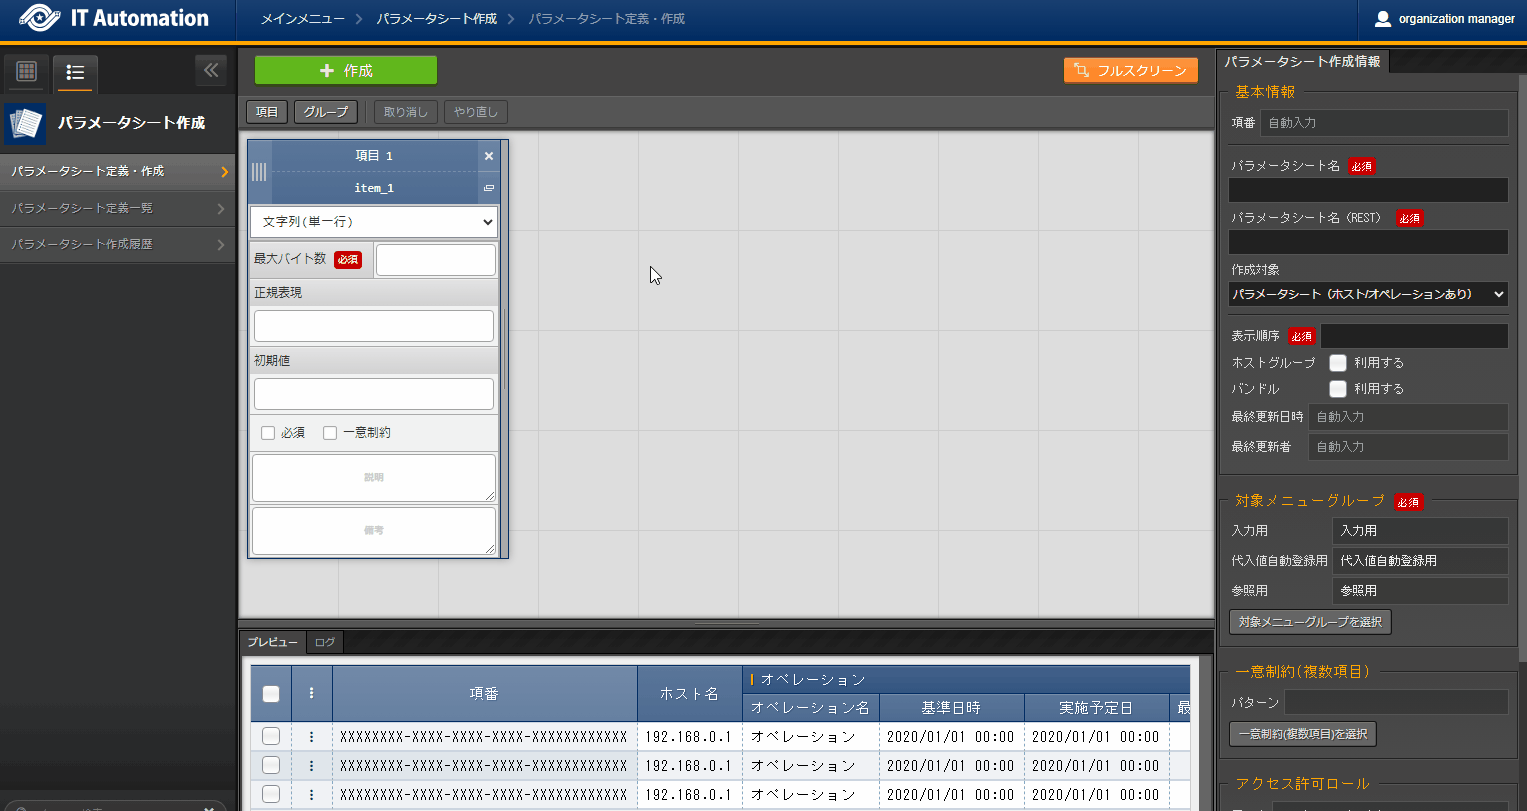 IT Automation
メインメニュー > パラメータシート作成 > パラメータシート定義・作成
organization manager
パラメータシート作成
パラメータシート定義・作成
パラメータシート定義一覧
パラメータシート作成履歴
+ 作成
フルスクリーン
項目 グループ 取り消し やり直し
項目 1
item_1
文字列(単一行)
最大バイト数 必須
正規表現
初期値
必須 一意制約
説明
備考
プレビュー ログ
項番 ホスト名 オペレーション
オペレーション名 基準日時 実施予定日 最
XXXXXXXX-XXXX-XXXX-XXXX-XXXXXXXXXXXX 192.168.0.1 オペレーション 2020/01/01 00:00 2020/01/01 00:00
XXXXXXXX-XXXX-XXXX-XXXX-XXXXXXXXXXXX 192.168.0.1 オペレーション 2020/01/01 00:00 2020/01/01 00:00
XXXXXXXX-XXXX-XXXX-XXXX-XXXXXXXXXXXX 192.168.0.1 オペレーション 2020/01/01 00:00 2020/01/01 00:00
パラメータシート作成情報
基本情報
項番 自動入力
パラメータシート名 必須
パラメータシート名（REST） 必須
作成対象
パラメータシート（ホスト/オペレーションあり）
表示順序 必須
ホストグループ 利用する
バンドル 利用する
最終更新日時 自動入力
最終更新者 自動入力
対象メニューグループ 必須
入力用 入力用
代入値自動登録用 代入値自動登録用
参照用 参照用
対象メニューグループを選択
一意制約(複数項目)
パターン
一意制約(複数項目)を選択
アクセス許可ロール